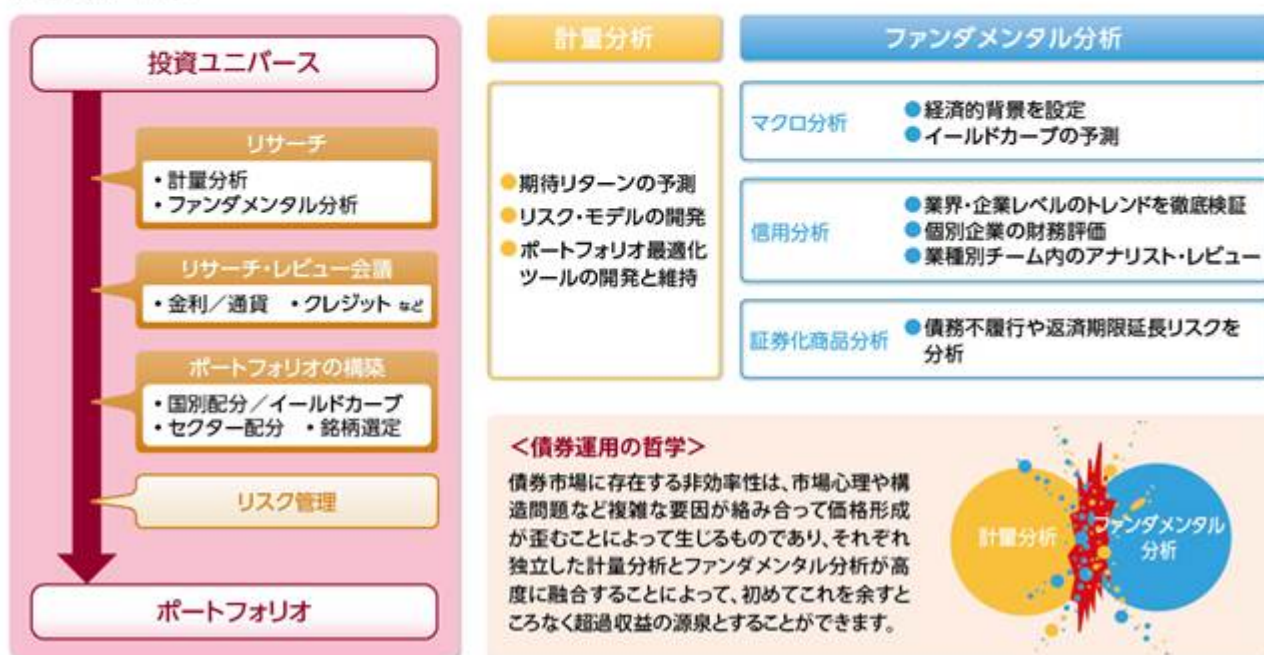 投資ユニバース
リサーチ
・計量分析
・ファンダメンタル分析
リサーチ・レビュー会議
・金利／通貨 ・クレジット など
ポートフォリオの構築
・国別配分／イールドカーブ
・セクター配分 ・銘柄選定
リスク管理
ポートフォリオ
計量分析
●期待リターンの予測
●リスク・モデルの開発
●ポートフォリオ最適化
ツールの開発と維持
ファンダメンタル分析
マクロ分析
●経済的背景を設定
●イールドカーブの予測
信用分析
●業界・企業レベルのトレンドを徹底検証
●個別企業の財務評価
●業種別チーム内のアナリスト・レビュー
証券化商品分析
●債務不履行や返済期限延長リスクを
分析
＜債券運用の哲学＞
債券市場に存在する非効率性は、市場心理や構
造問題など複雑な要因が絡み合って価格形成
が歪むことによって生じるものであり、それぞれ
独立した計量分析とファンダメンタル分析が高
度に融合することによって、初めてこれを余すと
ころなく超過収益の源泉とすることができます。
計量分析
ファンダメンタル
分析